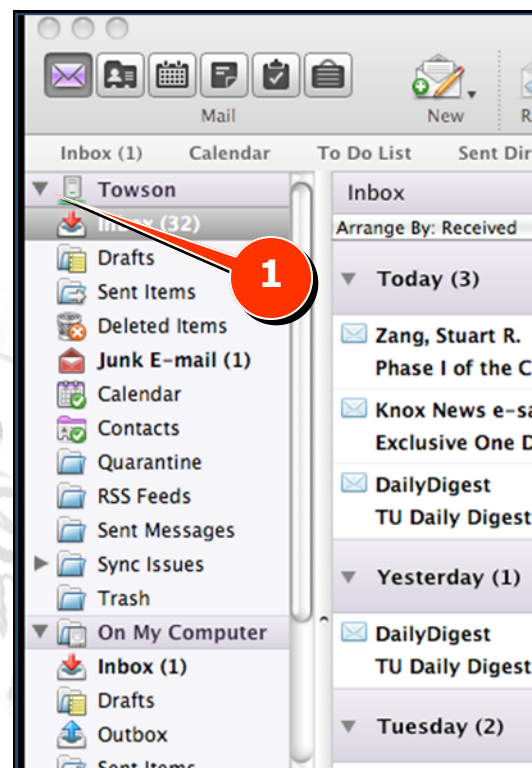 Mail
New
R
Inbox (1) Calendar To Do List Sent Dir
Towson
Inbox (32)
Drafts
Sent Items
Deleted Items
Junk E-mail (1)
Calendar
Contacts
Quarantine
RSS Feeds
Sent Messages
Sync Issues
Trash
On My Computer
Inbox (1)
Drafts
Outbox
Sent Items
1
Inbox
Arrange By: Received
Today (3)
Zang, Stuart R.
Phase I of the C
Knox News e-sa
Exclusive One D
DailyDigest
TU Daily Digest
Yesterday (1)
DailyDigest
TU Daily Digest
Tuesday (2)